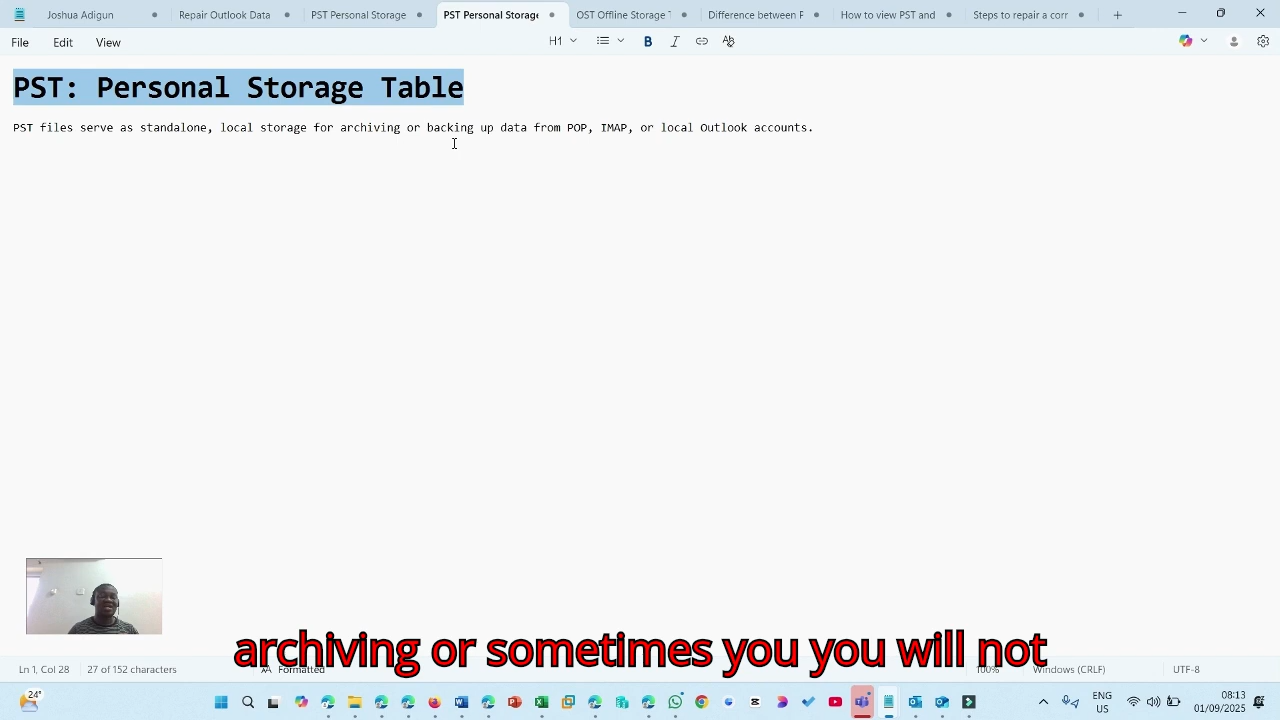 Joshua Adigun
Repair Outlook Data
PST Personal Storage
PST Personal Storage
OST Offline Storage T
Difference between P
How to view PST and
Steps to repair a corr
File Edit View
H1
PST: Personal Storage Table
PST files serve as standalone, local storage for archiving or backing up data from POP, IMAP, or local Outlook accounts.
archiving or sometimes you you will not
Ln 1, Col 28
27 of 152 characters
Formatted
100%
Windows (CRLF)
UTF-8
24°
ENG
US
08:13
01/09/2025